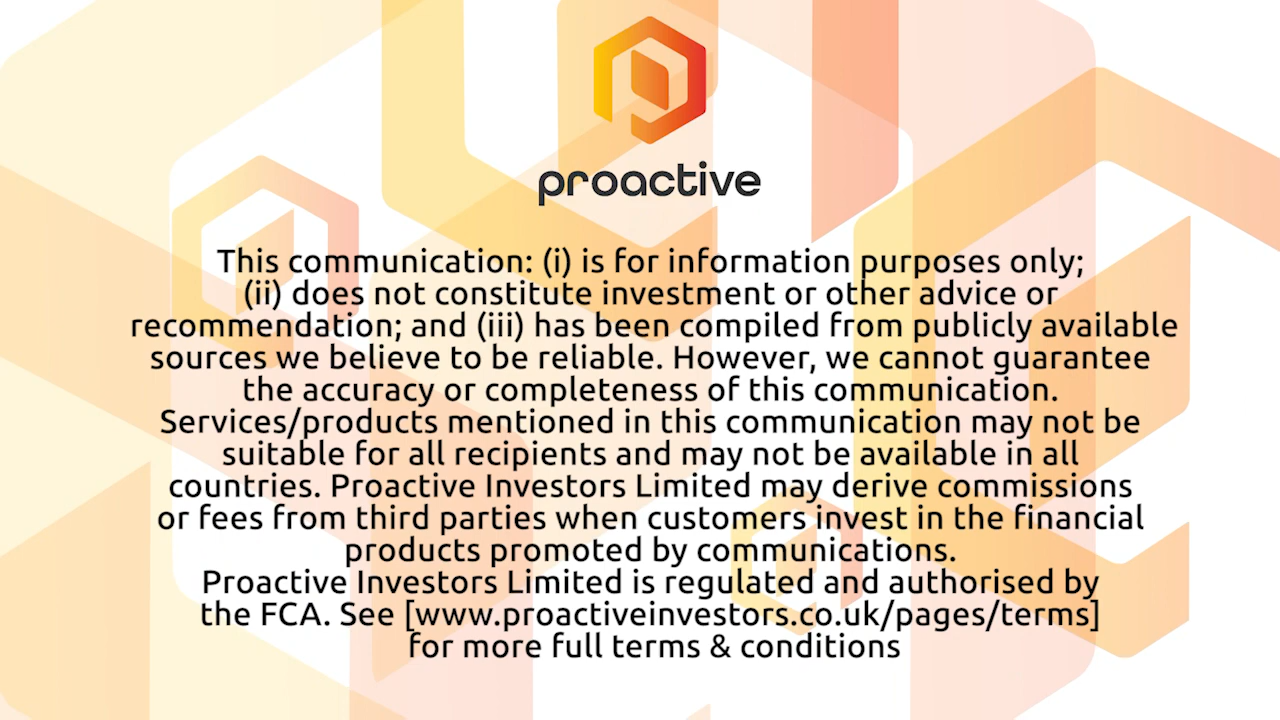 proactive
This communication: (i) is for information purposes only;
(ii) does not constitute investment or other advice or
recommendation; and (iii) has been compiled from publicly available
sources we believe to be reliable. However, we cannot guarantee
the accuracy or completeness of this communication.
Services/products mentioned in this communication may not be
suitable for all recipients and may not be available in all
countries. Proactive Investors Limited may derive commissions
or fees from third parties when customers invest in the financial
products promoted by communications.
Proactive Investors Limited is regulated and authorised by
the FCA. See [www.proactiveinvestors.co.uk/pages/terms]
for more full terms & conditions